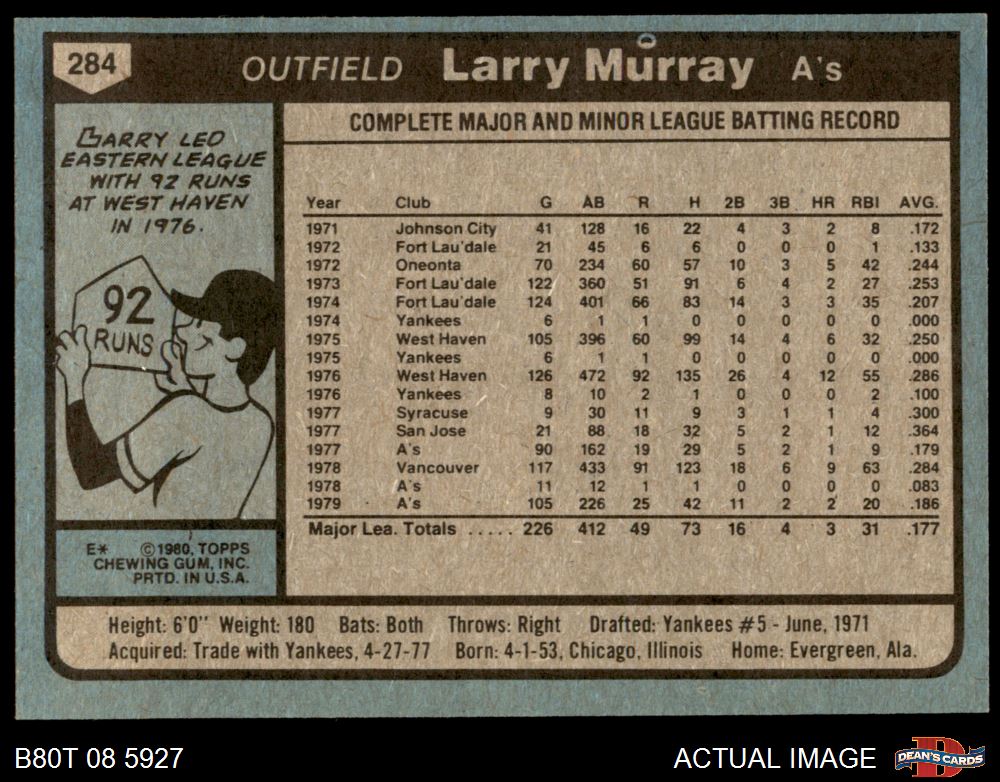 284 OUTFIELD Larry Murray A's
LARRY LED
EASTERN LEAGUE
WITH 92 RUNS
AT WEST HAVEN
IN 1976.
92
RUNS
E* ©1980, TOPPS
CHEWING GUM, INC.
PRTD. IN U.S.A.
COMPLETE MAJOR AND MINOR LEAGUE BATTING RECORD
Year Club G AB R H 2B 3B HR RBI AVG.
1971 Johnson City 41 128 16 22 4 3 2 8 .172
1972 Fort Lau'dale 21 45 6 6 0 0 0 1 .133
1972 Oneonta 70 234 60 57 10 3 5 42 .244
1973 Fort Lau'dale 122 360 51 91 6 4 2 27 .253
1974 Fort Lau'dale 124 401 66 83 14 3 3 35 .207
1974 Yankees 6 1 1 0 0 0 0 0 .000
1975 West Haven 105 396 60 99 14 4 6 32 .250
1975 Yankees 6 1 1 0 0 0 0 0 .000
1976 West Haven 126 472 92 135 26 4 12 55 .286
1976 Yankees 8 10 2 1 0 0 0 2 .100
1977 Syracuse 9 30 11 9 3 1 1 4 .300
1977 San Jose 21 88 18 32 5 2 1 12 .364
1977 A's 90 162 19 29 5 2 1 9 .179
1978 Vancouver 117 433 91 123 18 6 9 63 .284
1978 A's 11 12 1 1 0 0 0 0 .083
1979 A's 105 226 25 42 11 2 2 20 .186
Major Lea. Totals ..... 226 412 49 73 16 4 3 31 .177
Height: 6'0" Weight: 180 Bats: Both Throws: Right Drafted: Yankees #5 - June, 1971
Acquired: Trade with Yankees, 4-27-77 Born: 4-1-53, Chicago, Illinois Home: Evergreen, Ala.
B80T 08 5927 ACTUAL IMAGE D DEAN'S CARDS